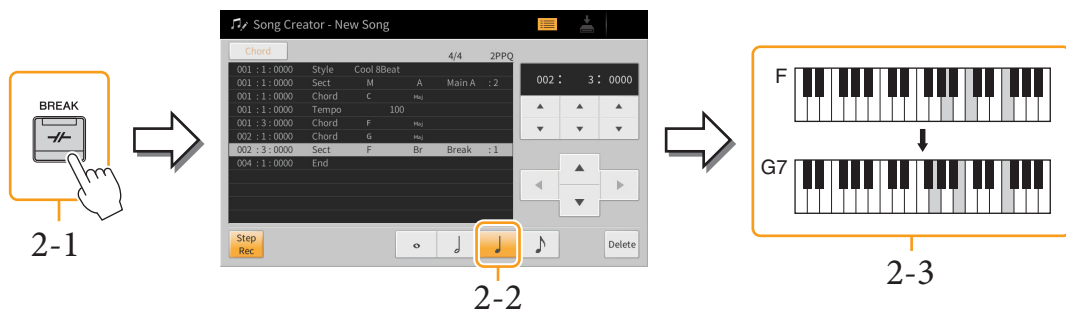 BREAK
2-1
Song Creator - New Song
Chord
4/4 2PPQ
001 : 1 : 0000 Style Cool 8Beat
001 : 1 : 0000 Sect M A Main A : 2
001 : 1 : 0000 Chord C Maj
001 : 1 : 0000 Tempo 100
001 : 3 : 0000 Chord F Maj
002 : 1 : 0000 Chord G Maj
002 : 3 : 0000 Sect F Br Break : 1
004 : 1 : 0000 End
002 : 3 : 0000
Step
Rec
Delete
2-2
F
G7
2-3